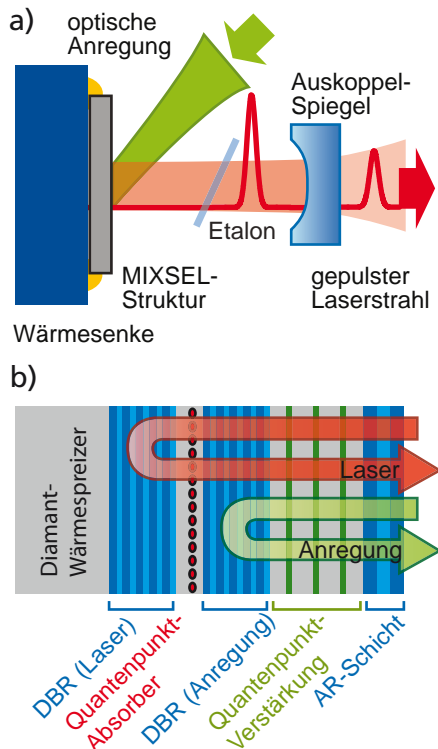 a)
optische
Anregung
Auskoppel-
Spiegel
Etalon
MIXSEL-
Struktur
gepulster
Laserstrahl
Wärmesenke
b)
Diamant-
Wärmespreizer
Laser
Anregung
DBR (Laser)
Quantenpunkt-
Absorber
DBR (Anregung)
Quantenpunkt-
Verstärkung
AR-Schicht